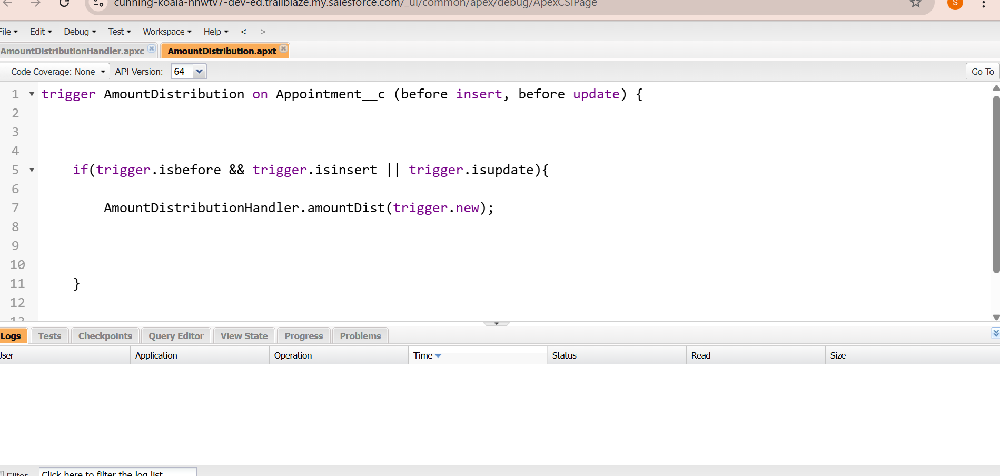 cunning-koala-nhwtv7-dev-ed.trailblaze.my.salesforce.com/_ui/common/apex/debug/ApexCSIPage
S
File Edit Debug Test Workspace Help < >
AmountDistributionHandler.apxc AmountDistribution.apxt
Code Coverage: None API Version: 64 Go To
1 trigger AmountDistribution on Appointment__c (before insert, before update) {
2
3
4
5 if(trigger.isbefore && trigger.isinsert || trigger.isupdate){
6
7 AmountDistributionHandler.amountDist(trigger.new);
8
9
10
11 }
12
13
Logs Tests Checkpoints Query Editor View State Progress Problems
User Application Operation Time Status Read Size
Filter Click here to filter the log list